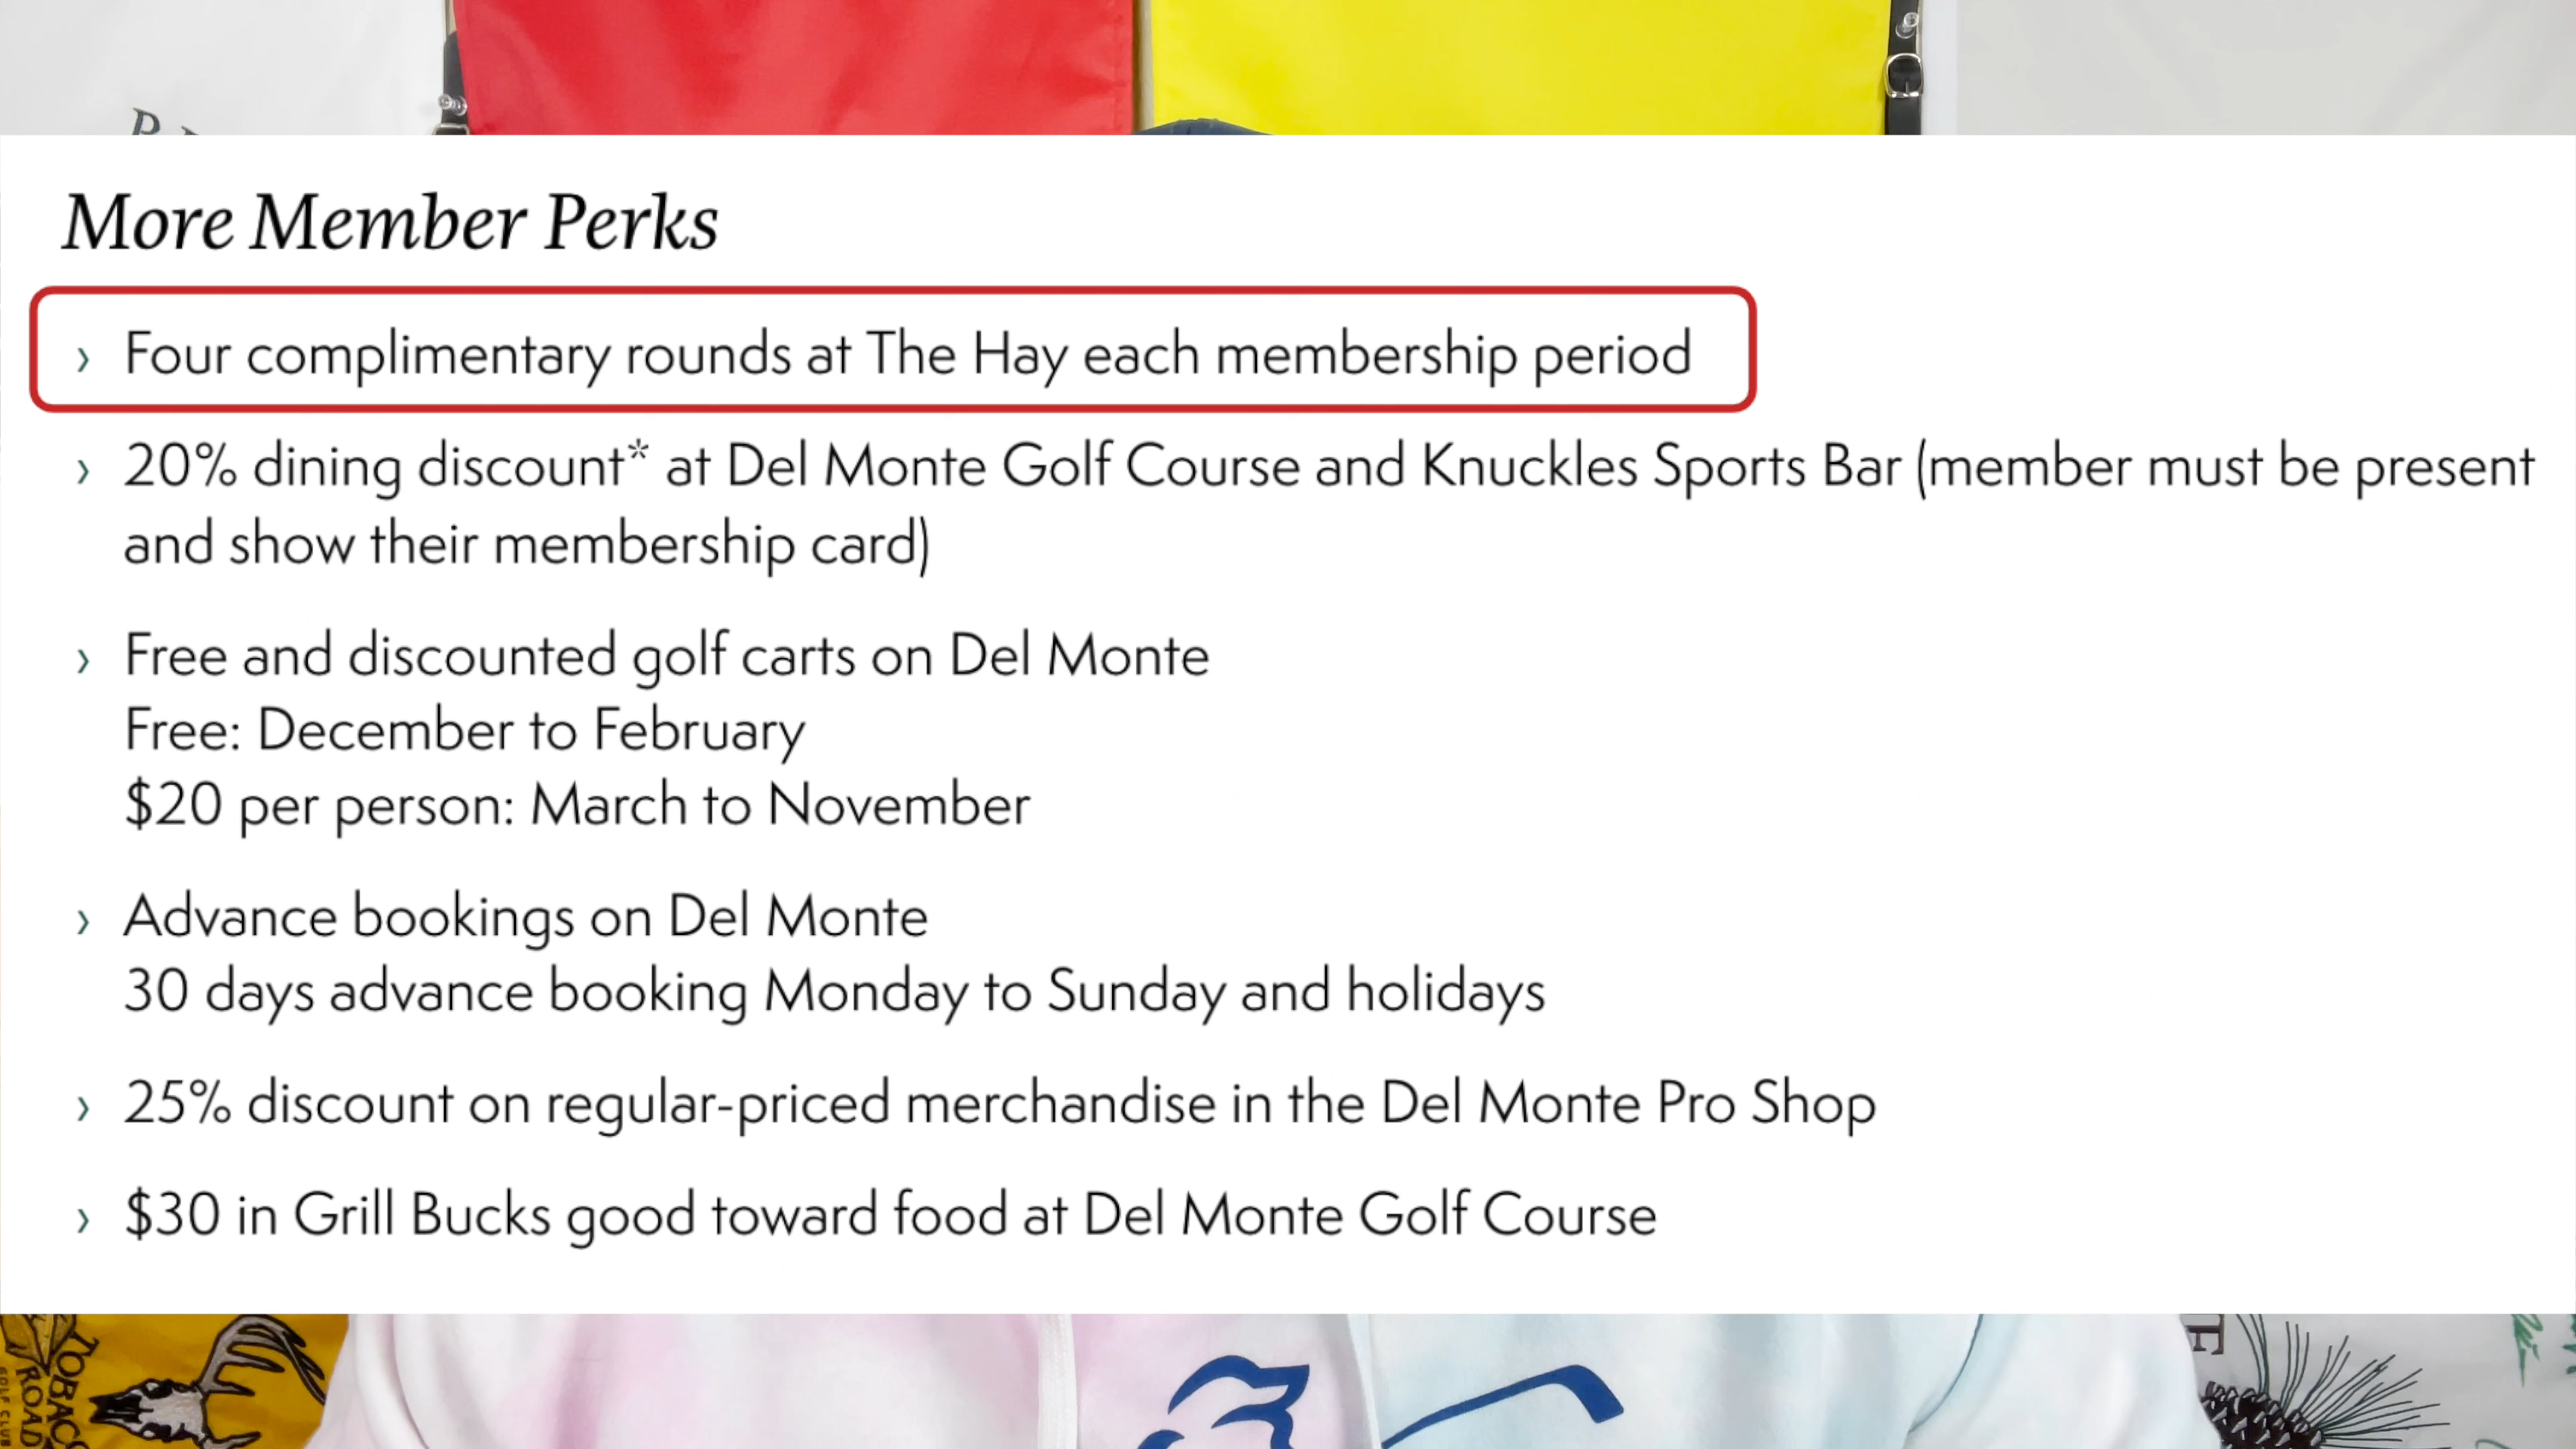 More Member Perks
› Four complimentary rounds at The Hay each membership period
› 20% dining discount* at Del Monte Golf Course and Knuckles Sports Bar (member must be present
and show their membership card)
› Free and discounted golf carts on Del Monte
Free: December to February
$20 per person: March to November
› Advance bookings on Del Monte
30 days advance booking Monday to Sunday and holidays
› 25% discount on regular-priced merchandise in the Del Monte Pro Shop
› $30 in Grill Bucks good toward food at Del Monte Golf Course
ROAD
GOLF CLUB